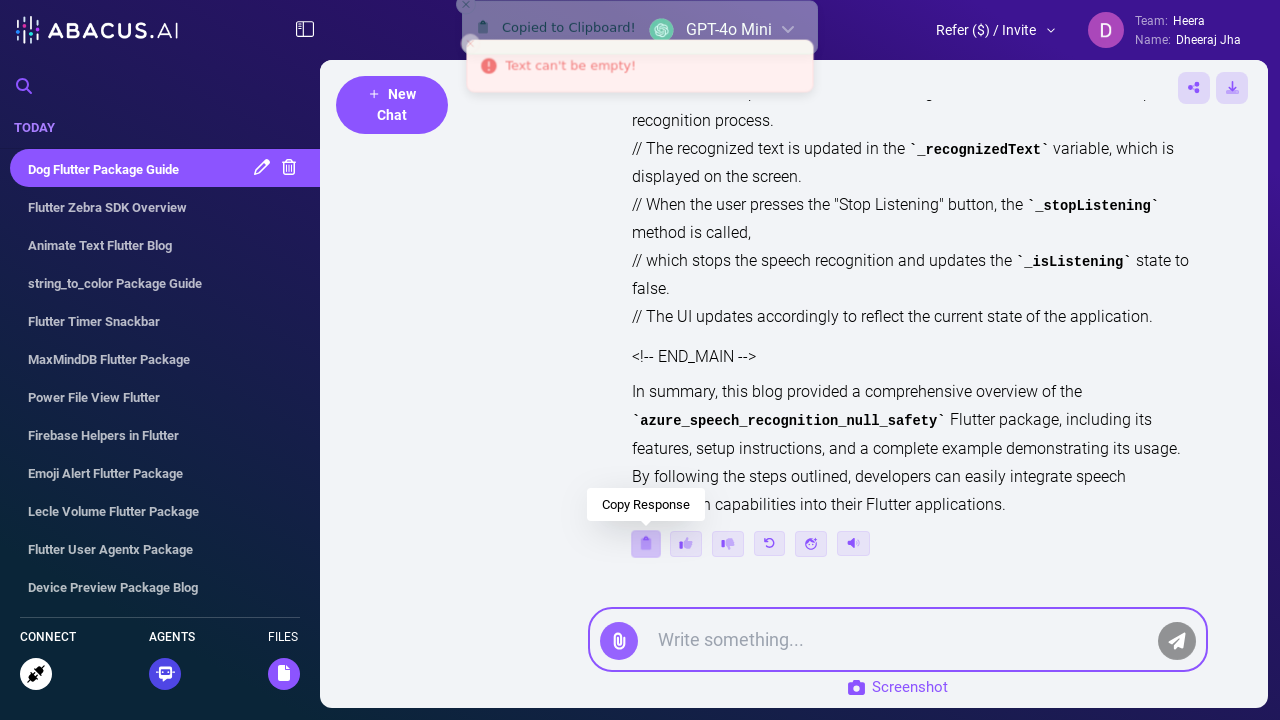 ABACUS.AI
Copied to Clipboard!
GPT-4o Mini
Text can't be empty!
Refer ($) / Invite
D
Team: Heera
Name: Dheeraj Jha
TODAY
Dog Flutter Package Guide
Flutter Zebra SDK Overview
Animate Text Flutter Blog
string_to_color Package Guide
Flutter Timer Snackbar
MaxMindDB Flutter Package
Power File View Flutter
Firebase Helpers in Flutter
Emoji Alert Flutter Package
Lecle Volume Flutter Package
Flutter User Agentx Package
Device Preview Package Blog
CONNECT
AGENTS
FILES
+ New
Chat
recognition process.
// The recognized text is updated in the `_recognizedText` variable, which is
displayed on the screen.
// When the user presses the "Stop Listening" button, the `_stopListening`
method is called,
// which stops the speech recognition and updates the `_isListening` state to
false.
// The UI updates accordingly to reflect the current state of the application.
<!-- END_MAIN -->
In summary, this blog provided a comprehensive overview of the
`azure_speech_recognition_null_safety` Flutter package, including its
features, setup instructions, and a complete example demonstrating its usage.
By following the steps outlined, developers can easily integrate speech
capabilities into their Flutter applications.
Copy Response
Write something...
Screenshot